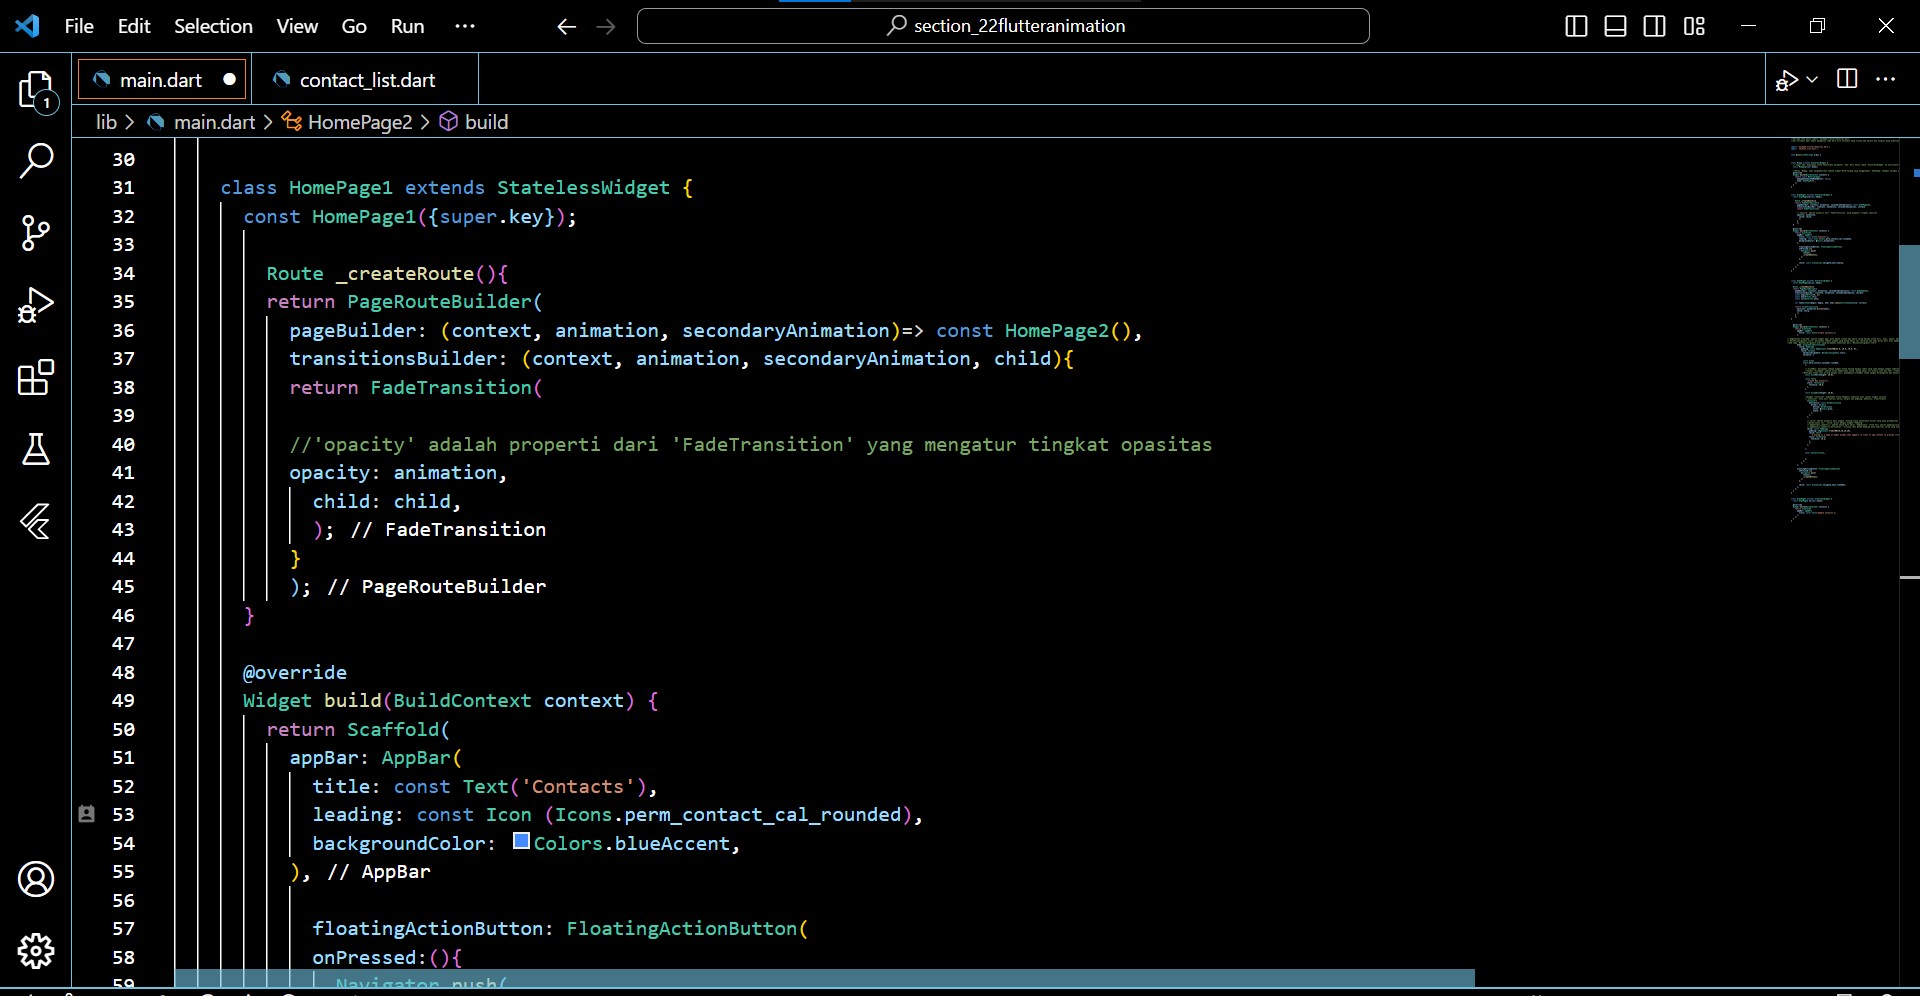 File Edit Selection View Go Run ···
section_22flutteranimation
main.dart
contact_list.dart
1
lib > main.dart > HomePage2 > build
30
31 class HomePage1 extends StatelessWidget {
32 const HomePage1({super.key});
33
34 Route _createRoute(){
35 return PageRouteBuilder(
36 pageBuilder: (context, animation, secondaryAnimation)=> const HomePage2(),
37 transitionsBuilder: (context, animation, secondaryAnimation, child){
38 return FadeTransition(
39
40 //'opacity' adalah properti dari 'FadeTransition' yang mengatur tingkat opasitas
41 opacity: animation,
42 child: child,
43 ); // FadeTransition
44 }
45 ); // PageRouteBuilder
46 }
47
48 @override
49 Widget build(BuildContext context) {
50 return Scaffold(
51 appBar: AppBar(
52 title: const Text('Contacts'),
53 leading: const Icon (Icons.perm_contact_cal_rounded),
54 backgroundColor: Colors.blueAccent,
55 ), // AppBar
56
57 floatingActionButton: FloatingActionButton(
58 onPressed:(){
59 Navigator.push(